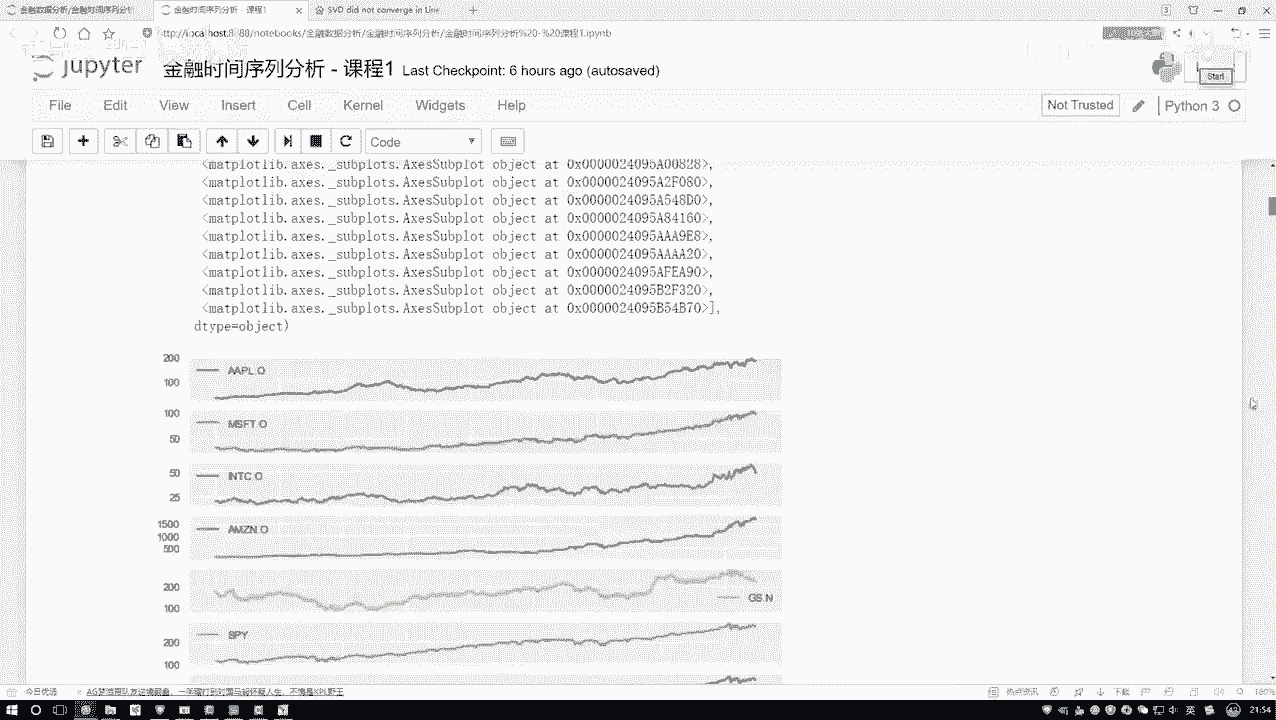 金融数据分析/金融时间序列分析
金融时间序列分析 - 课程1
SVD did not converge in Line
http://localhost:8888/notebooks/金融数据分析/金融时间序列分析/金融时间序列分析%20-%20课程1.ipynb
jupyter 金融时间序列分析 - 课程1 Last Checkpoint: 6 hours ago (autosaved)
Start
File Edit View Insert Cell Kernel Widgets Help
Not Trusted
Python 3
Code
<matplotlib.axes._subplots.AxesSubplot object at 0x0000024095A00828>,
<matplotlib.axes._subplots.AxesSubplot object at 0x0000024095A2F080>,
<matplotlib.axes._subplots.AxesSubplot object at 0x0000024095A548D0>,
<matplotlib.axes._subplots.AxesSubplot object at 0x0000024095A84160>,
<matplotlib.axes._subplots.AxesSubplot object at 0x0000024095AAA9E8>,
<matplotlib.axes._subplots.AxesSubplot object at 0x0000024095AAAA20>,
<matplotlib.axes._subplots.AxesSubplot object at 0x0000024095AFEA90>,
<matplotlib.axes._subplots.AxesSubplot object at 0x0000024095B2F320>,
<matplotlib.axes._subplots.AxesSubplot object at 0x0000024095B54B70>],
dtype=object)
200
AAPL.O
100
100
MSFT.O
50
50
INTC.O
25
1500
AMZN.O
1000
500
200
GS.N
100
SPY
200
100
今日优选
热点资讯
下载
160%
英
21:54